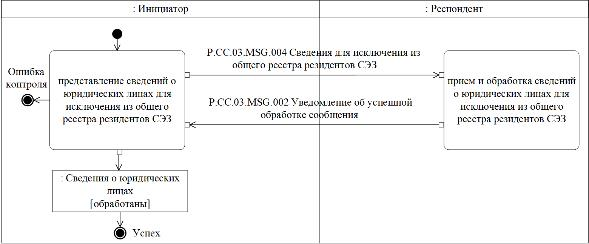 : Инициатор
: Респондент
Ошибка
контроля
представление сведений о
юридических лицах для
исключения из общего
реестра резидентов СЭЗ
P.CC.03.MSG.004 Сведения для исключения из
общего реестра резидентов СЭЗ
P.CC.03.MSG.002 Уведомление об успешной
обработке сообщения
прием и обработка сведений
о юридических лицах для
исключения из общего
реестра резидентов СЭЗ
: Сведения о юридических
лицах
[обработаны]
Успех